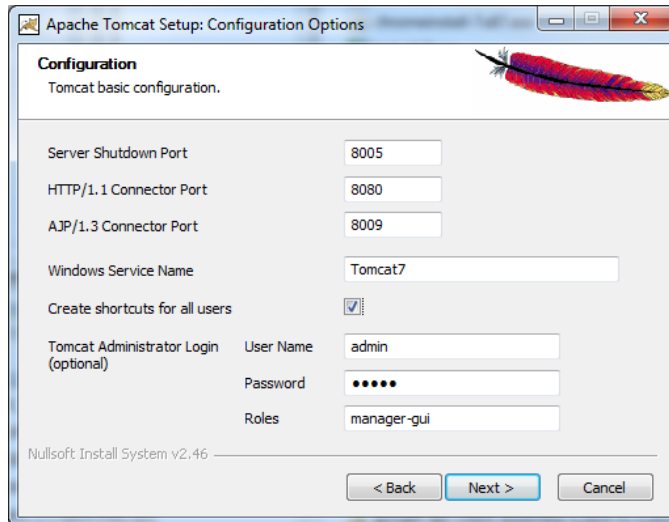 Apache Tomcat Setup: Configuration Options
Configuration
Tomcat basic configuration.
Server Shutdown Port 8005
HTTP/1.1 Connector Port 8080
AJP/1.3 Connector Port 8009
Windows Service Name Tomcat7
Create shortcuts for all users
Tomcat Administrator Login (optional)
User Name admin
Password •••••
Roles manager-gui
Nullsoft Install System v2.46
< Back Next > Cancel